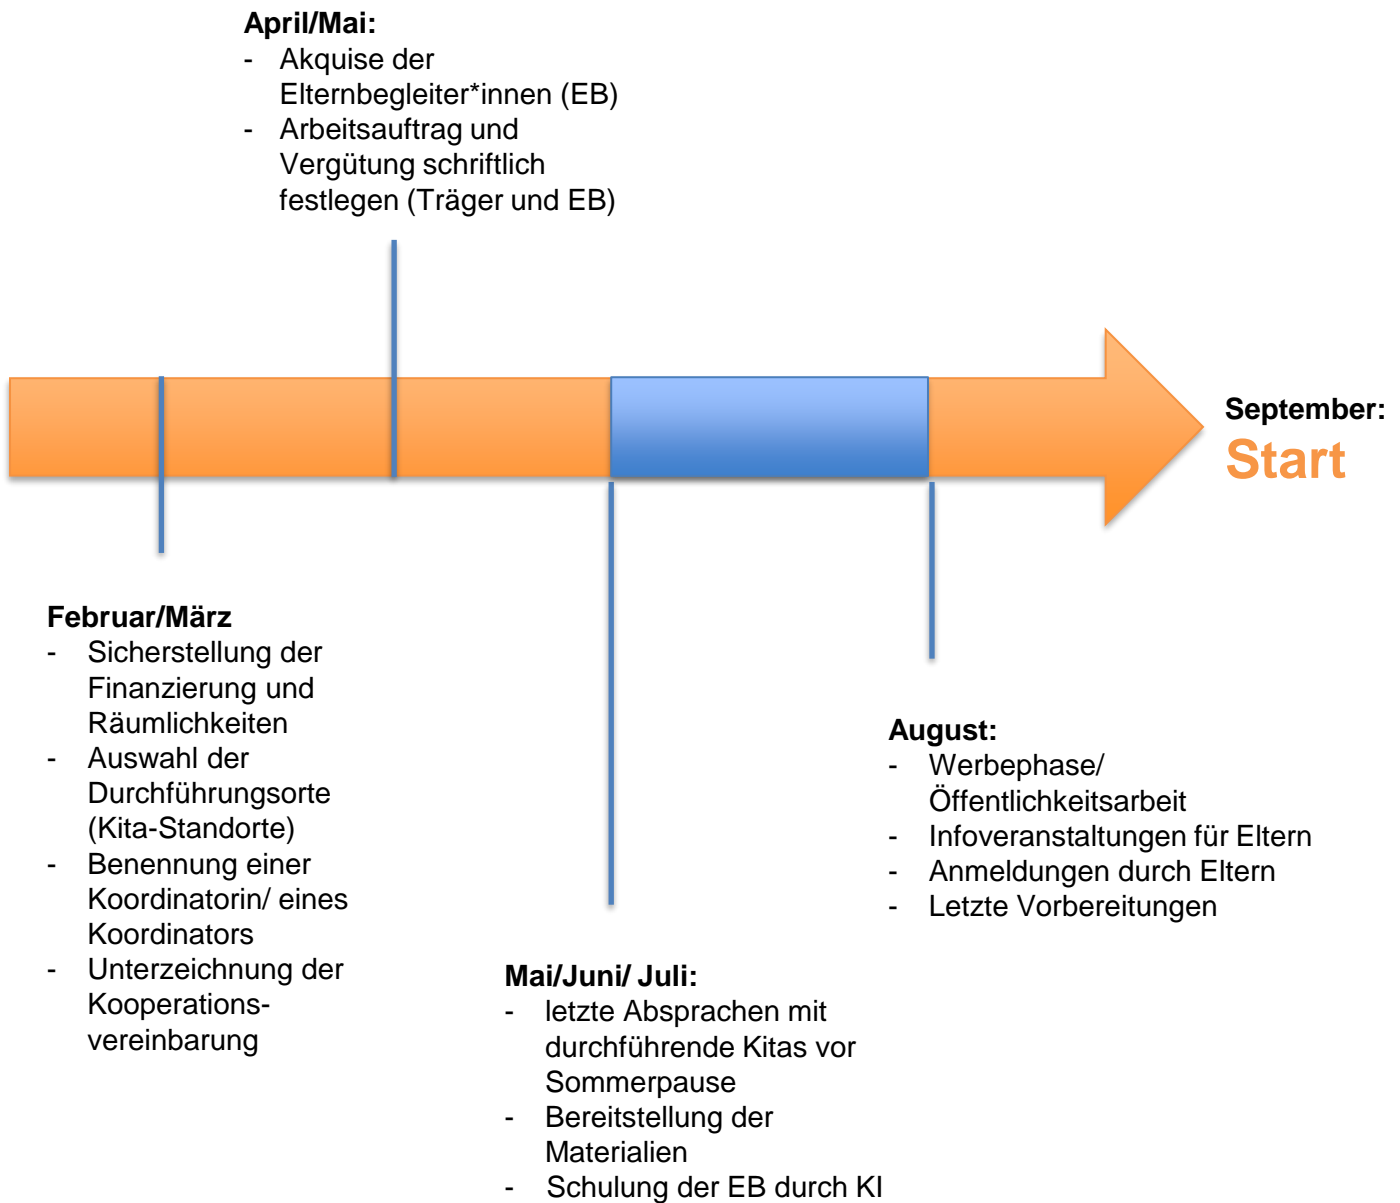 April/Mai:
- Akquise der
Elternbegleiter*innen (EB)
- Arbeitsauftrag und
Vergütung schriftlich
festlegen (Träger und EB)
September:
Start
Februar/März
- Sicherstellung der
Finanzierung und
Räumlichkeiten
- Auswahl der
Durchführungsorte
(Kita-Standorte)
- Benennung einer
Koordinatorin/ eines
Koordinators
- Unterzeichnung der
Kooperations-
vereinbarung
Mai/Juni/ Juli:
- letzte Absprachen mit
durchführende Kitas vor
Sommerpause
- Bereitstellung der
Materialien
- Schulung der EB durch KI
August:
- Werbephase/
Öffentlichkeitsarbeit
- Infoveranstaltungen für Eltern
- Anmeldungen durch Eltern
- Letzte Vorbereitungen